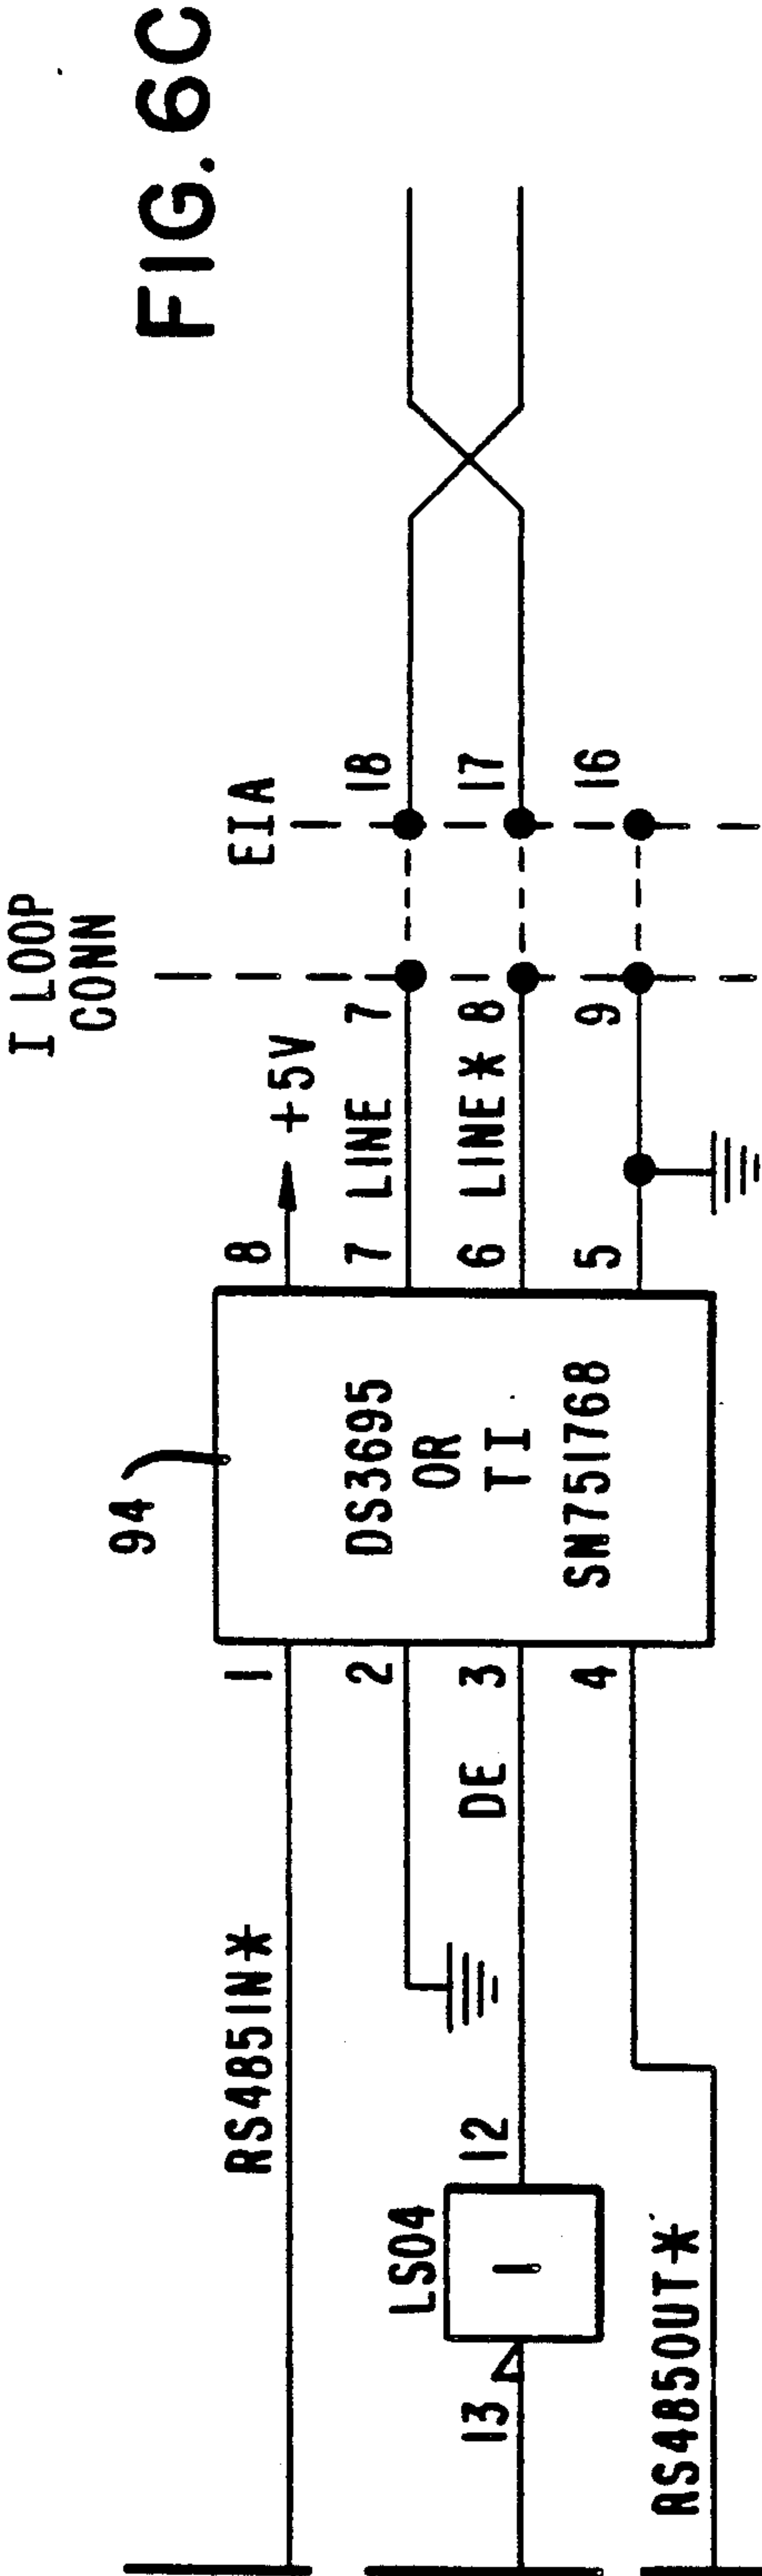 FIG. 6C
I LOOP
CONN
EIA
RS485IN*
1
8
+5V
94
2
7
LINE
7
18
LS04
1
13
12
DE
3
6
LINE*
8
17
DS3695
OR
TI
SN751768
RS485OUT*
4
5
9
16